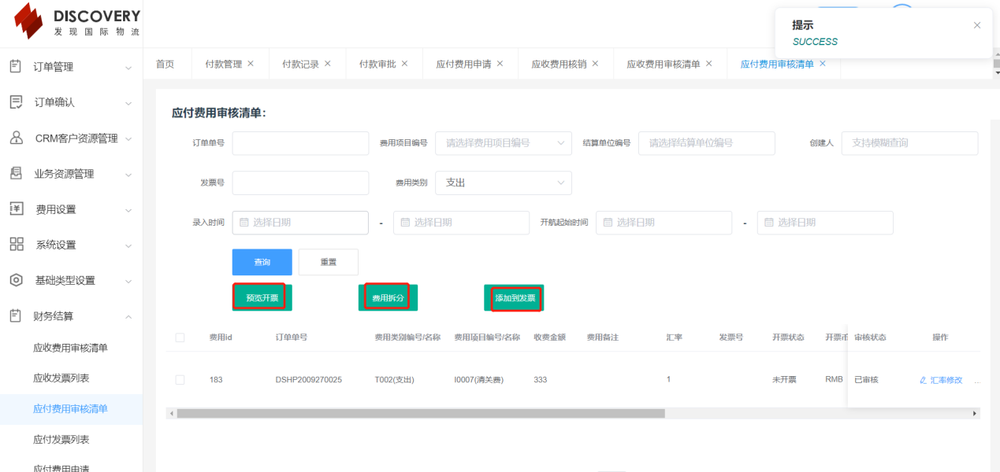 DISCOVERY
发现国际物流
提示
SUCCESS
订单管理
订单确认
CRM客户资源管理
业务资源管理
费用设置
系统设置
基础类型设置
财务结算
应收费用审核清单
应收发票列表
应付费用审核清单
应付发票列表
应付费用申请
首页 付款管理 × 付款记录 × 付款审批 × 应付费用申请 × 应收费用核销 × 应收费用审核清单 × 应付费用审核清单 ×
应付费用审核清单：
订单单号 费用项目编号 请选择费用项目编号 结算单位编号 请选择结算单位编号 创建人 支持模糊查询
发票号 费用类别 支出
录入时间 选择日期 - 选择日期 开航起始时间 选择日期 - 选择日期
查询 重置
预览开票 费用拆分 添加到发票
费用id 订单单号 费用类别编号/名称 费用项目编号/名称 收费金额 费用备注 汇率 发票号 开票状态 开票币 审核状态 操作
183 DSHP2009270025 T002(支出) I0007(清关费) 333 1 未开票 RMB 已审核 汇率修改 ...